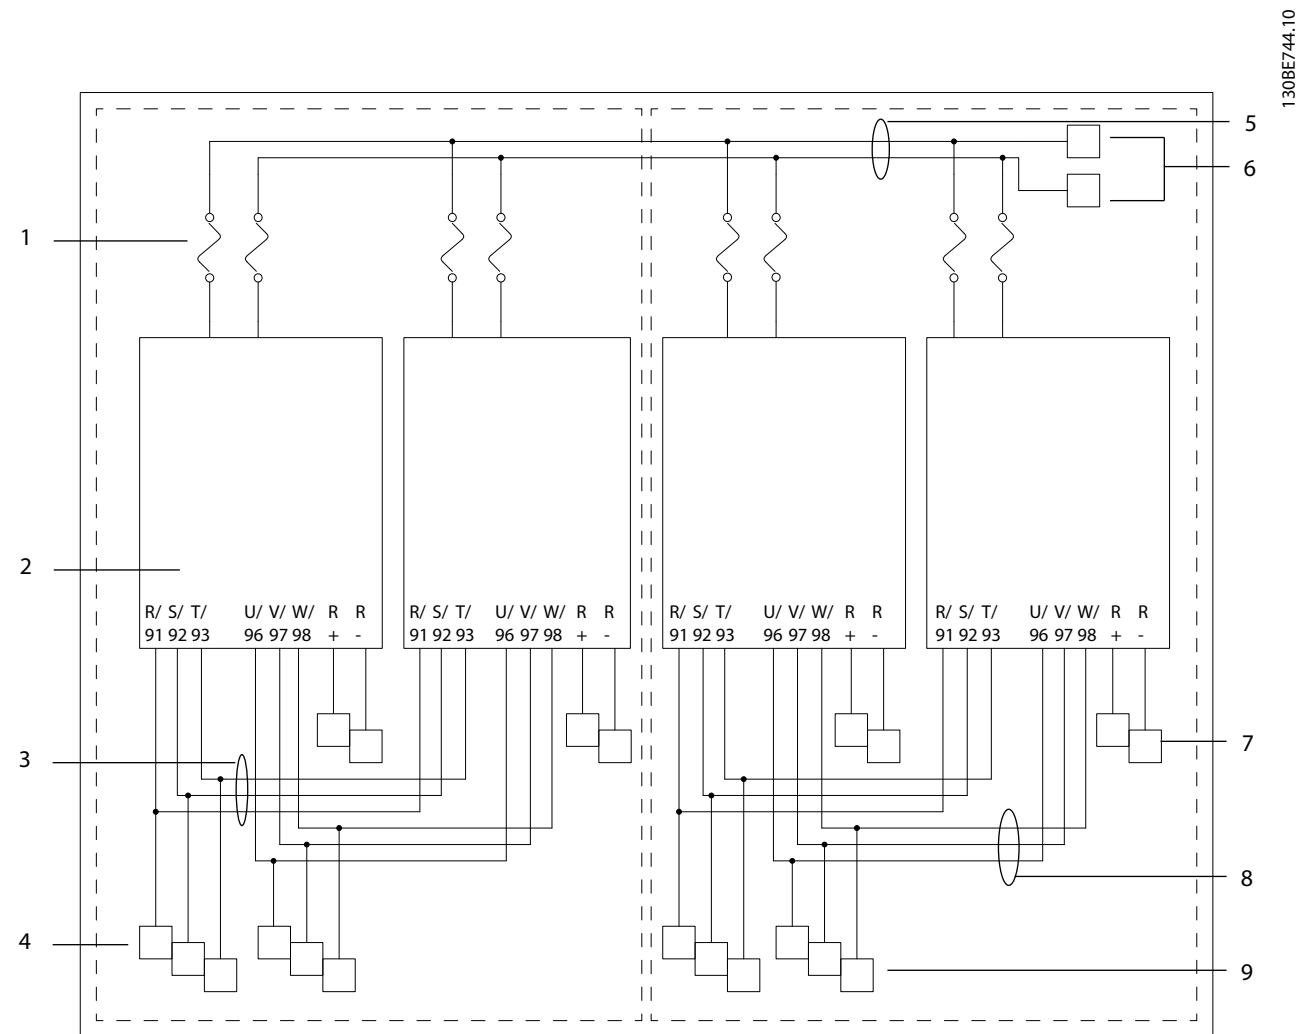 130BE744.10
5
6
1
2
R/ S/ T/ U/ V/ W/ R R
91 92 93 96 97 98 + -
R/ S/ T/ U/ V/ W/ R R
91 92 93 96 97 98 + -
R/ S/ T/ U/ V/ W/ R R
91 92 93 96 97 98 + -
R/ S/ T/ U/ V/ W/ R R
91 92 93 96 97 98 + -
3
7
8
4
9